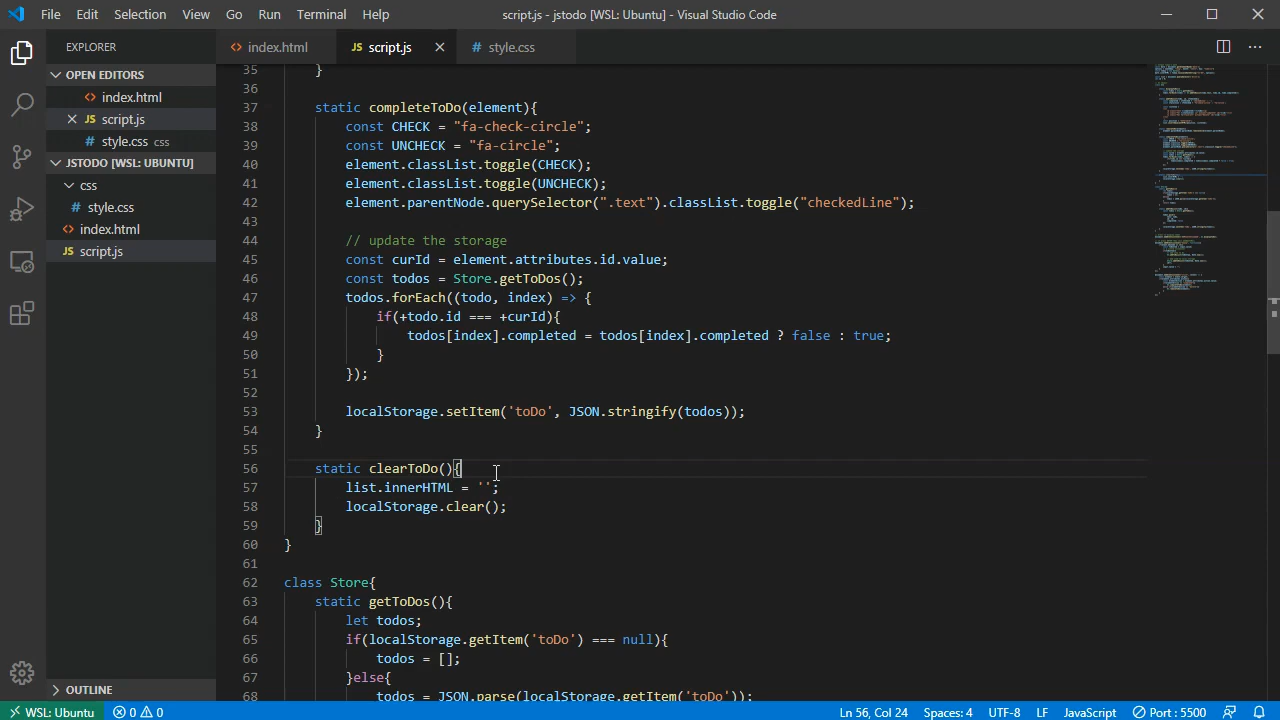 File Edit Selection View Go Run Terminal Help script.js - jstodo [WSL: Ubuntu] - Visual Studio Code
EXPLORER
OPEN EDITORS
index.html
script.js
style.css css
JSTODO [WSL: UBUNTU]
css
style.css
index.html
JS script.js
OUTLINE
index.html JS script.js style.css
35 }
36
37 static completeToDo(element){
38 const CHECK = "fa-check-circle";
39 const UNCHECK = "fa-circle";
40 element.classList.toggle(CHECK);
41 element.classList.toggle(UNCHECK);
42 element.parentNode.querySelector(".text").classList.toggle("checkedLine");
43
44 // update the storage
45 const curId = element.attributes.id.value;
46 const todos = Store.getToDos();
47 todos.forEach((todo, index) => {
48 if(+todo.id === +curId){
49 todos[index].completed = todos[index].completed ? false : true;
50 }
51 });
52
53 localStorage.setItem('toDo', JSON.stringify(todos));
54 }
55
56 static clearToDo(){
57 list.innerHTML = '';
58 localStorage.clear();
59 }
60 }
61
62 class Store{
63 static getToDos(){
64 let todos;
65 if(localStorage.getItem('toDo') === null){
66 todos = [];
67 }else{
68 todos = JSON.parse(localStorage.getItem('toDo'));
WSL: Ubuntu 0 0 Ln 56, Col 24 Spaces: 4 UTF-8 LF JavaScript Port : 5500